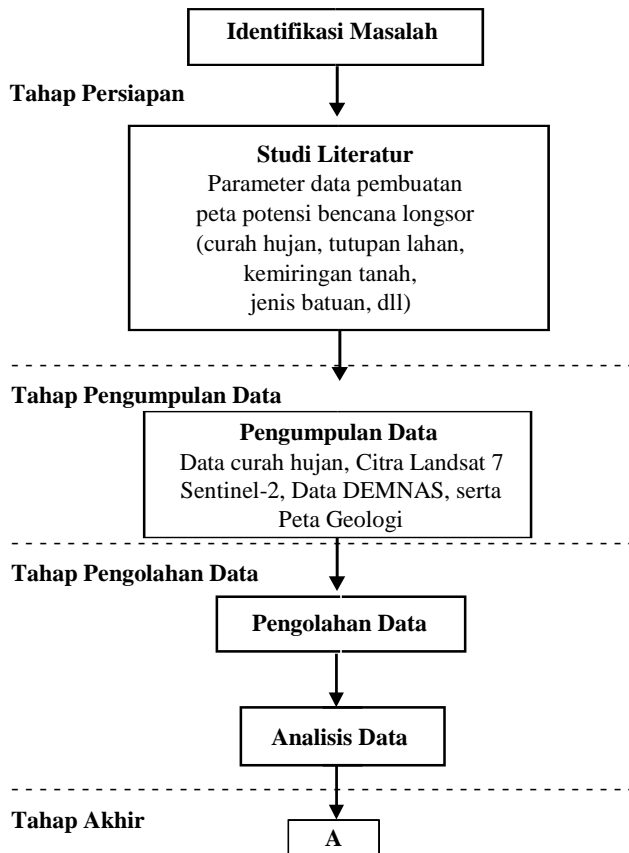 Identifikasi Masalah
Tahap Persiapan
Studi Literatur
Parameter data pembuatan
peta potensi bencana longsor
(curah hujan, tutupan lahan,
kemiringan tanah,
jenis batuan, dll)
Tahap Pengumpulan Data
Pengumpulan Data
Data curah hujan, Citra Landsat 7
Sentinel-2, Data DEMNAS, serta
Peta Geologi
Tahap Pengolahan Data
Pengolahan Data
Analisis Data
Tahap Akhir
A